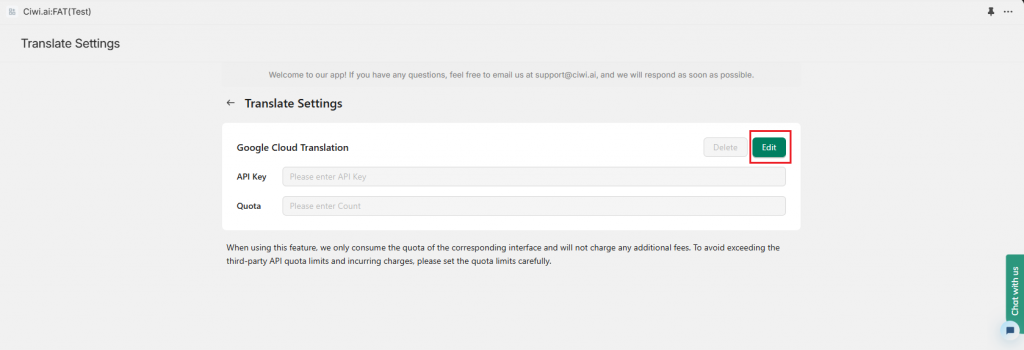 Ciwi.ai:FAT(Test)
Translate Settings
Welcome to our app! If you have any questions, feel free to email us at support@ciwi.ai, and we will respond as soon as possible.
Translate Settings
Google Cloud Translation
Delete
Edit
API Key
Please enter API Key
Quota
Please enter Count
When using this feature, we only consume the quota of the corresponding interface and will not charge any additional fees. To avoid exceeding the
third-party API quota limits and incurring charges, please set the quota limits carefully.
Chat with us